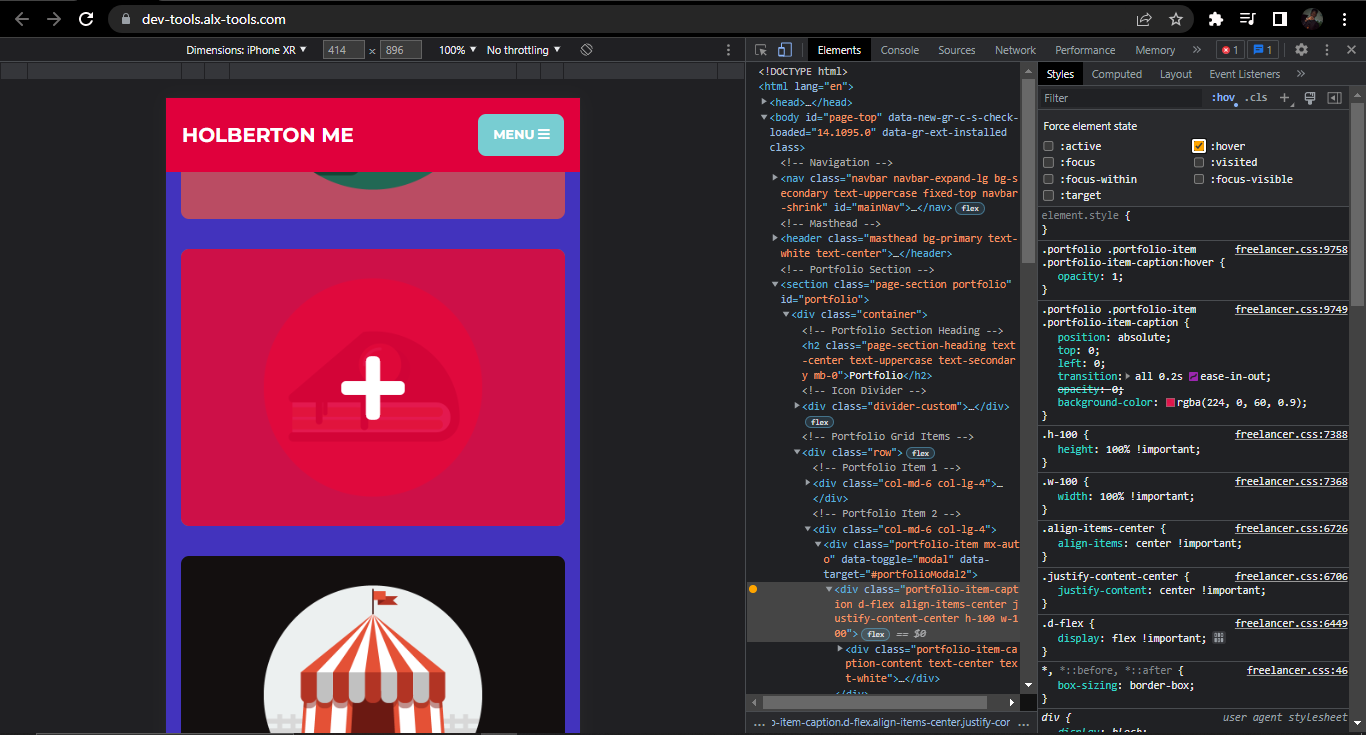 dev-tools.alx-tools.com
Dimensions: iPhone XR ▼ 414 × 896 100% ▼ No throttling ▼
Elements Console Sources Network Performance Memory » 1 1
HOLBERTON ME
MENU ☰
<!DOCTYPE html>
<html lang="en">
▶<head>…</head>
▼<body id="page-top" data-new-gr-c-s-check-
loaded="14.1095.0" data-gr-ext-installed
class>
<!-- Navigation -->
▶<nav class="navbar navbar-expand-lg bg-s
econdary text-uppercase fixed-top navbar
-shrink" id="mainNav">…</nav> flex
<!-- Masthead -->
▶<header class="masthead bg-primary text-
white text-center">…</header>
<!-- Portfolio Section -->
▼<section class="page-section portfolio"
id="portfolio">
▼<div class="container">
<!-- Portfolio Section Heading -->
<h2 class="page-section-heading text
-center text-uppercase text-secondar
y mb-0">Portfolio</h2>
<!-- Icon Divider -->
▶<div class="divider-custom">…</div>
flex
<!-- Portfolio Grid Items -->
▼<div class="row"> flex
<!-- Portfolio Item 1 -->
▶<div class="col-md-6 col-lg-4">…
</div>
<!-- Portfolio Item 2 -->
▼<div class="col-md-6 col-lg-4">
▼<div class="portfolio-item mx-aut
o" data-toggle="modal" data-
target="#portfolioModal2">
▼<div class="portfolio-item-capt
ion d-flex align-items-center j
ustify-content-center h-100 w-1
00"> flex == $0
▶<div class="portfolio-item-ca
ption-content text-center tex
t-white">…</div>
</div>
… o-item-caption.d-flex.align-items-center.justify-cor …
Styles Computed Layout Event Listeners »
Filter :hov .cls +
Force element state
:active :hover
:focus :visited
:focus-within :focus-visible
:target
element.style {
}
.portfolio .portfolio-item freelancer.css:9758
.portfolio-item-caption:hover {
opacity: 1;
}
.portfolio .portfolio-item freelancer.css:9749
.portfolio-item-caption {
position: absolute;
top: 0;
left: 0;
transition:▶ all 0.2s ease-in-out;
opacity: 0;
background-color: rgba(224, 0, 60, 0.9);
}
.h-100 { freelancer.css:7388
height: 100% !important;
}
.w-100 { freelancer.css:7368
width: 100% !important;
}
.align-items-center { freelancer.css:6726
align-items: center !important;
}
.justify-content-center { freelancer.css:6706
justify-content: center !important;
}
.d-flex { freelancer.css:6449
display: flex !important;
}
*, *::before, *::after { freelancer.css:46
box-sizing: border-box;
}
div { user agent stylesheet
display: block;